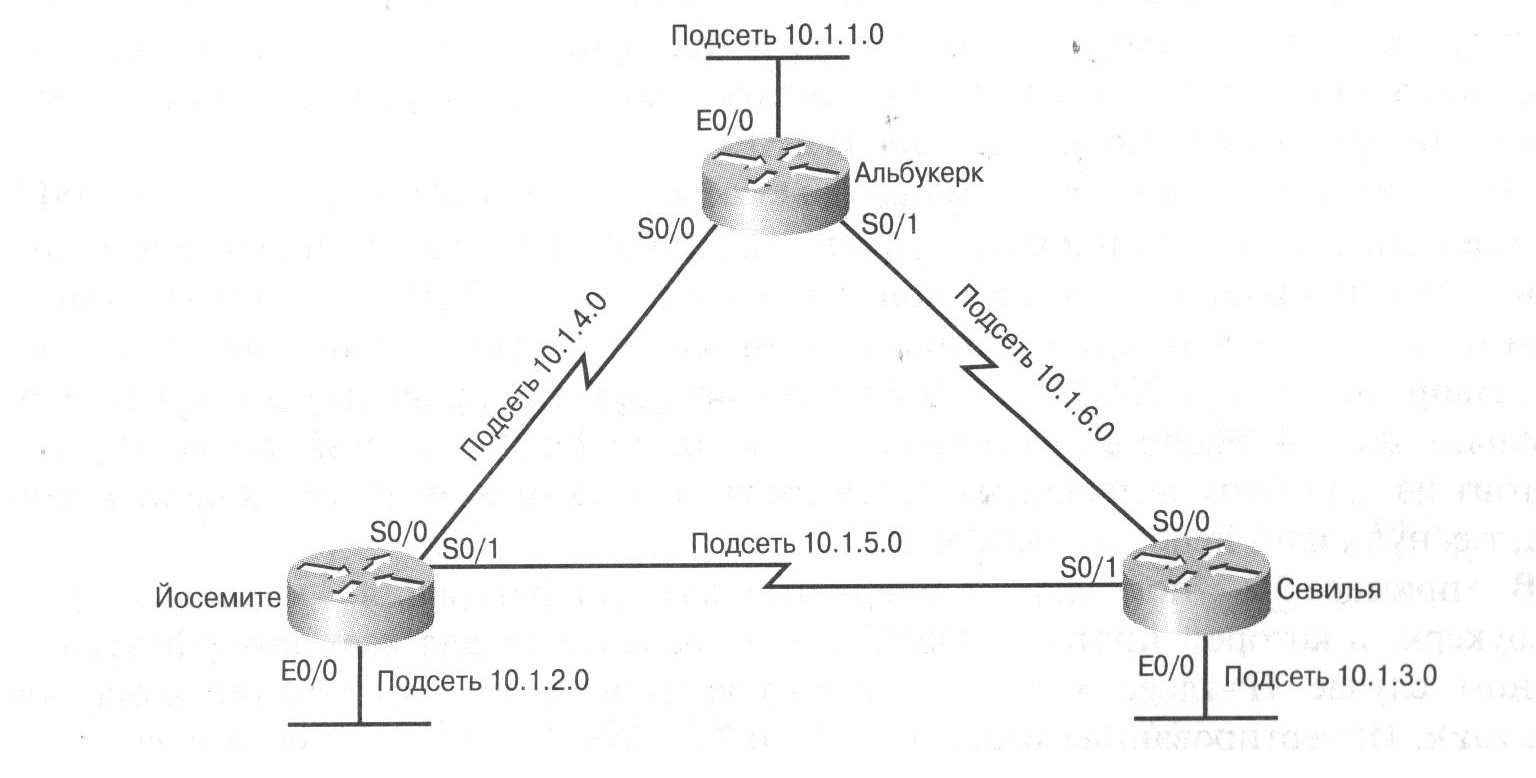 Подсеть 10.1.1.0
E0/0
Альбукерк
S0/0
S0/1
Подсеть 10.1.4.0
Подсеть 10.1.6.0
S0/0
S0/1
Подсеть 10.1.5.0
S0/0
S0/1
Йосемите
Севилья
E0/0
Подсеть 10.1.2.0
E0/0
Подсеть 10.1.3.0